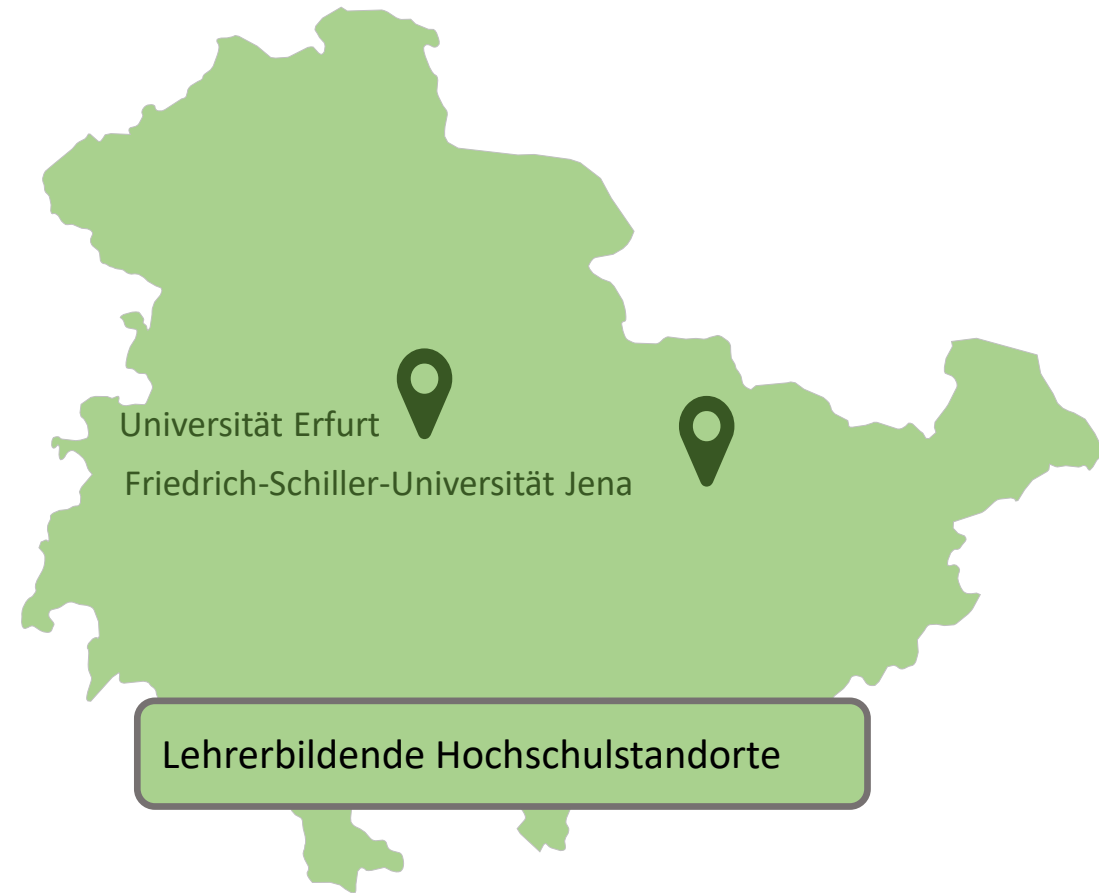 Universität Erfurt
Friedrich-Schiller-Universität Jena
Lehrerbildende Hochschulstandorte